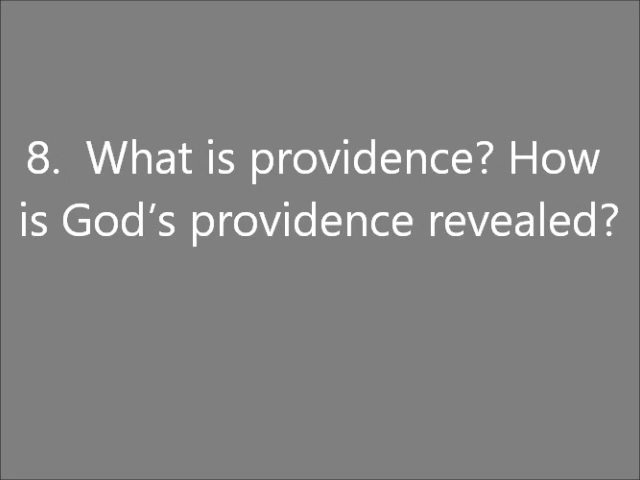 8.  What is providence? How
is God’s providence revealed?